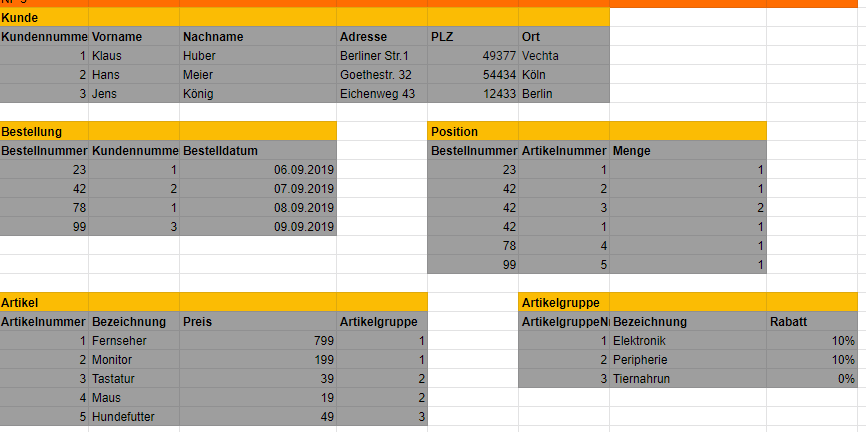 Kunde
Kundennumme Vorname Nachname Adresse PLZ Ort
1 Klaus Huber Berliner Str.1 49377 Vechta
2 Hans Meier Goethestr. 32 54434 Köln
3 Jens König Eichenweg 43 12433 Berlin
Bestellung Position
Bestellnummer Kundennumme Bestelldatum Bestellnummer Artikelnummer Menge
23 1 06.09.2019 23 1 1
42 2 07.09.2019 42 2 1
78 1 08.09.2019 42 3 2
99 3 09.09.2019 42 1 1
78 4 1
99 5 1
Artikel Artikelgruppe
Artikelnummer Bezeichnung Preis Artikelgruppe ArtikelgruppeN Bezeichnung Rabatt
1 Fernseher 799 1 1 Elektronik 10%
2 Monitor 199 1 2 Peripherie 10%
3 Tastatur 39 2 3 Tiernahrun 0%
4 Maus 19 2
5 Hundefutter 49 3